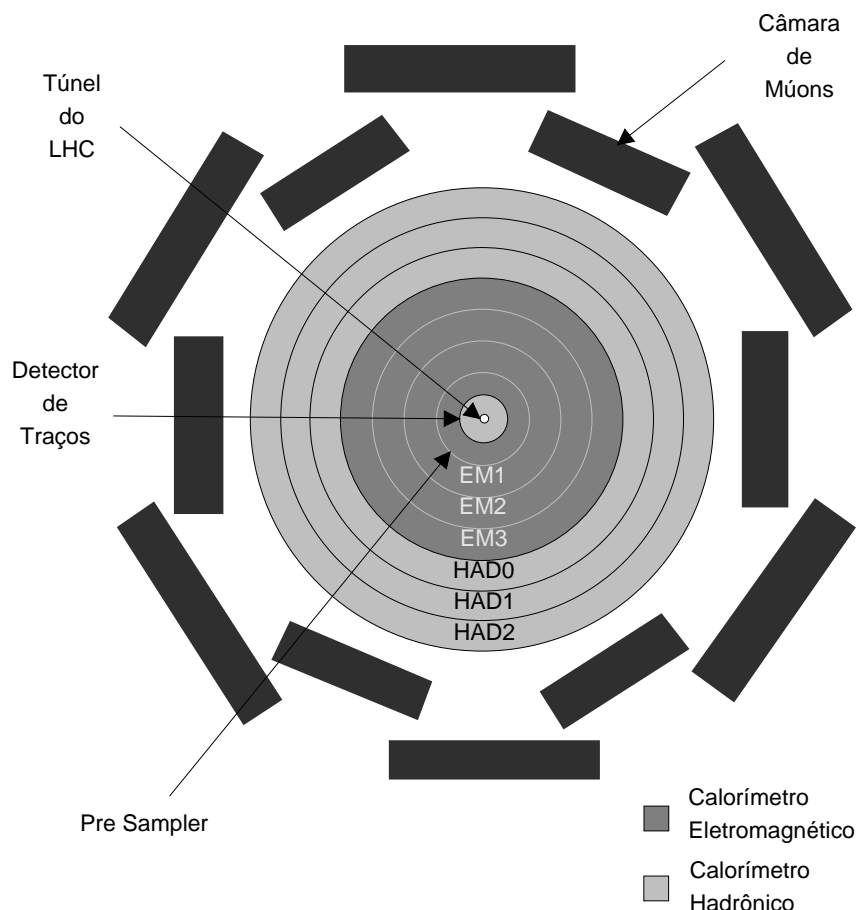 Câmara
de
Múons
Túnel
do
LHC
Detector
de
Traços
EM1
EM2
EM3
HAD0
HAD1
HAD2
Pre Sampler
Calorímetro
Eletromagnético
Calorímetro
Hadrônico